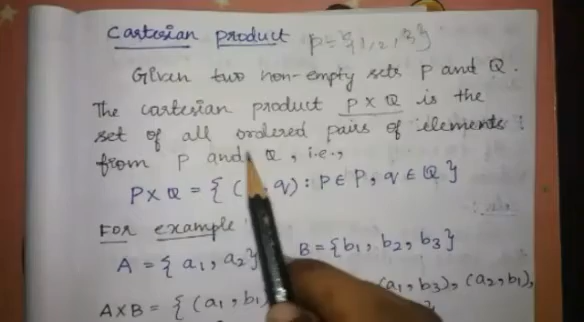 Cartesian product P={1,2,3}
Given two non-empty sets P and Q.
The cartesian product P X Q is the
set of all ordered pairs of elements
from P and Q, i.e.,
P X Q = { ( , q) : p ∈ P, q ∈ Q }
For example
A = { a₁, a₂} B = {b₁, b₂, b₃}
A X B = { (a₁, b₁) (a₁, b₃), (a₂, b₁),